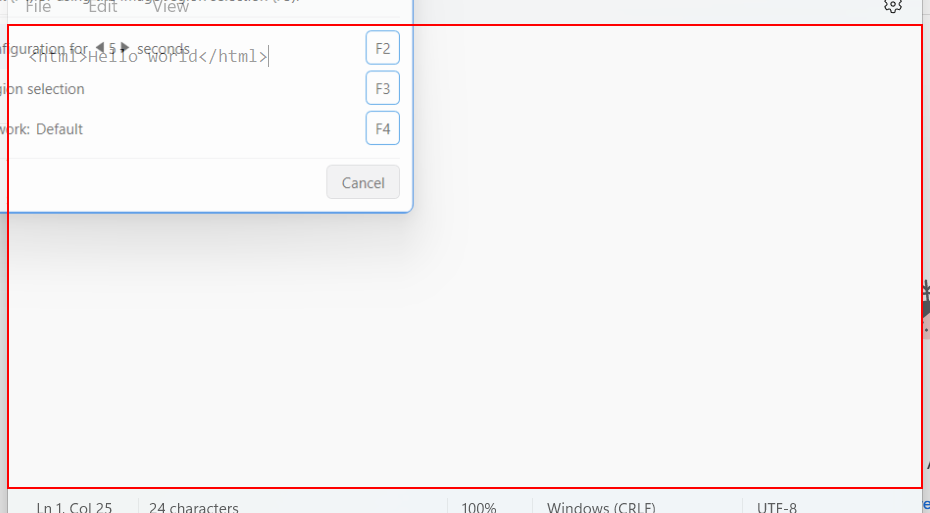 File Edit View
figuration for 5 seconds F2
<html>Hello world</html>
gion selection F3
work: Default F4
Cancel
Ln 1, Col 25 24 characters 100% Windows (CRLF) UTF-8